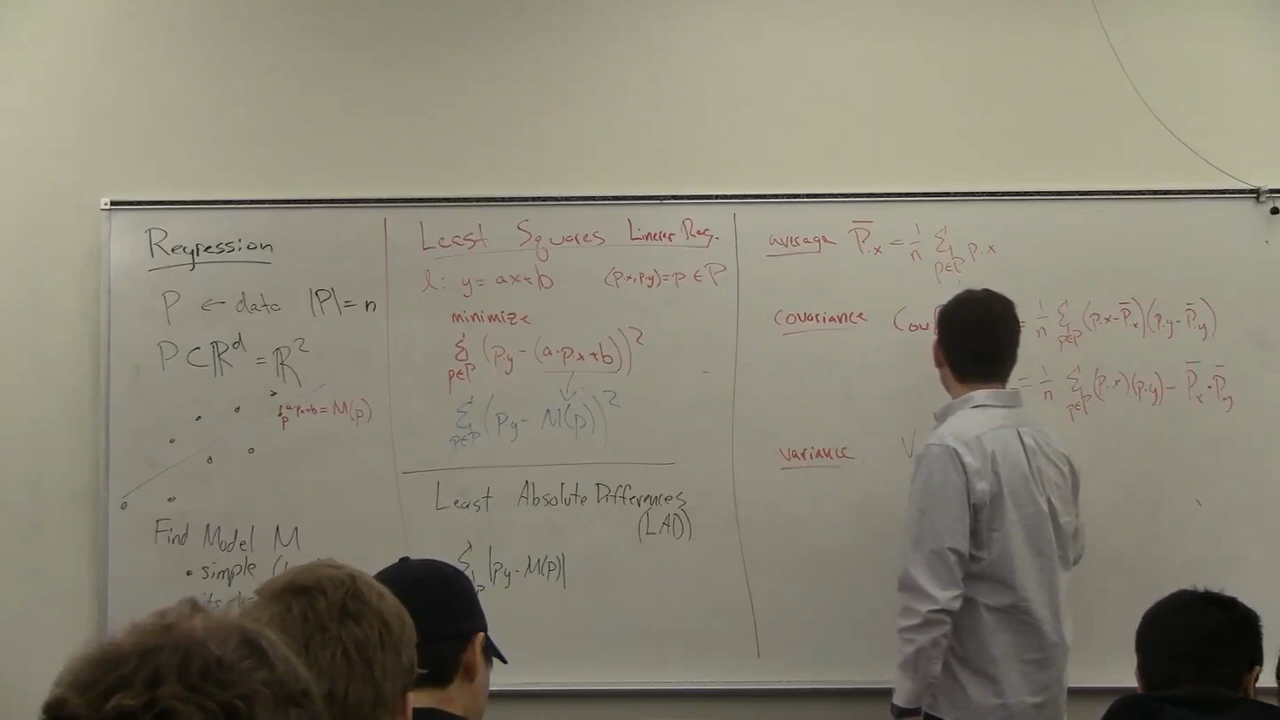 Regression
P ← data |P| = n
P ⊂ ℝᵈ = ℝ²
a·p.x+b = M(p)
p
Find Model M
• simple
Least Squares Linear Reg.
l: y = ax+b (p.x, p.y) = p ∈ P
minimize
∑ p∈P (p.y - (a·p.x+b))²
∑ p∈P (p.y - M(p))²
Least Absolute Differences
(LAD)
∑ |p.y - M(p)|
average P̄.x = 1/n ∑ p∈P p.x
covariance Cov = 1/n ∑ p∈P (p.x - P̄.x)(p.y - P̄.y)
= 1/n ∑ p∈P (p.x)(p.y) - P̄.x · P̄.y
variance V